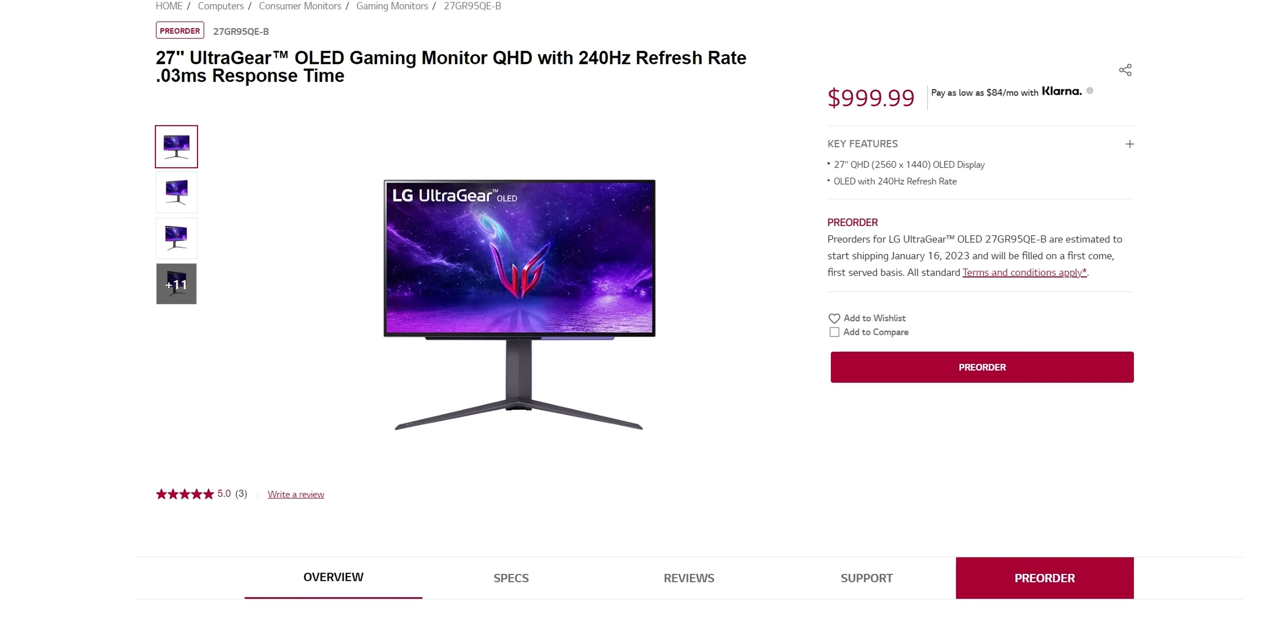 HOME / Computers / Consumer Monitors / Gaming Monitors / 27GR95QE-B
PREORDER 27GR95QE-B
27" UltraGear™ OLED Gaming Monitor QHD with 240Hz Refresh Rate
.03ms Response Time
$999.99 Pay as low as $84/mo with Klarna.
KEY FEATURES
• 27" QHD (2560 x 1440) OLED Display
• OLED with 240Hz Refresh Rate
LG UltraGear™ OLED
+11
PREORDER
Preorders for LG UltraGear™ OLED 27GR95QE-B are estimated to
start shipping January 16, 2023 and will be filled on a first come,
first served basis. All standard Terms and conditions apply*.
Add to Wishlist
Add to Compare
PREORDER
5.0 (3) Write a review
OVERVIEW SPECS REVIEWS SUPPORT PREORDER